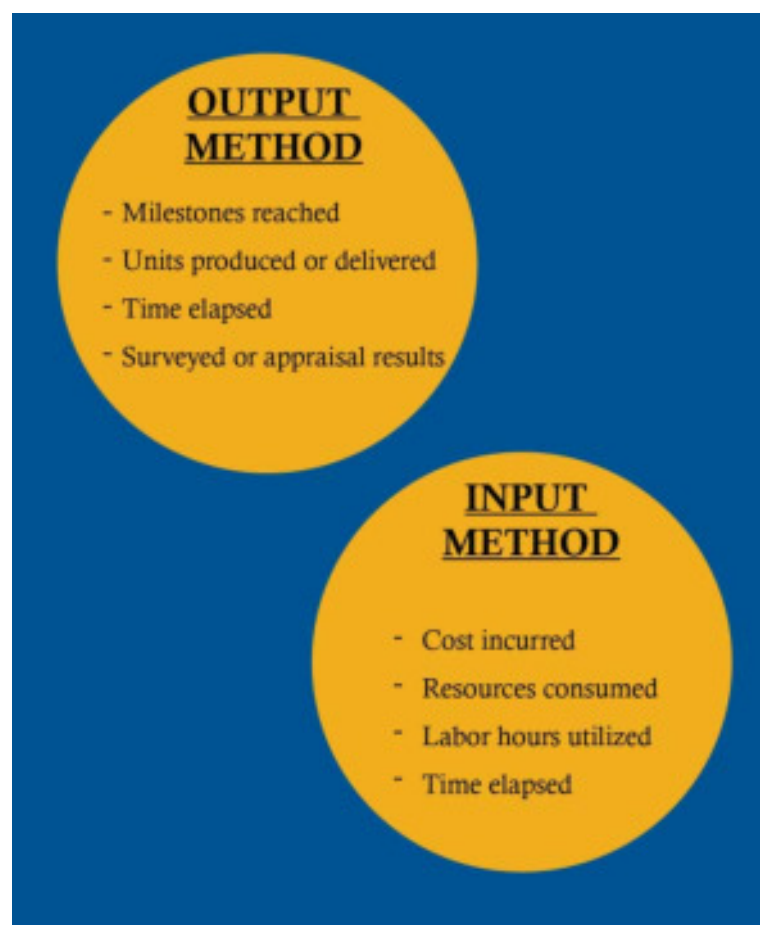 OUTPUT
METHOD
- Milestones reached
- Units produced or delivered
- Time elapsed
- Surveyed or appraisal results
INPUT
METHOD
- Cost incurred
- Resources consumed
- Labor hours utilized
- Time elapsed